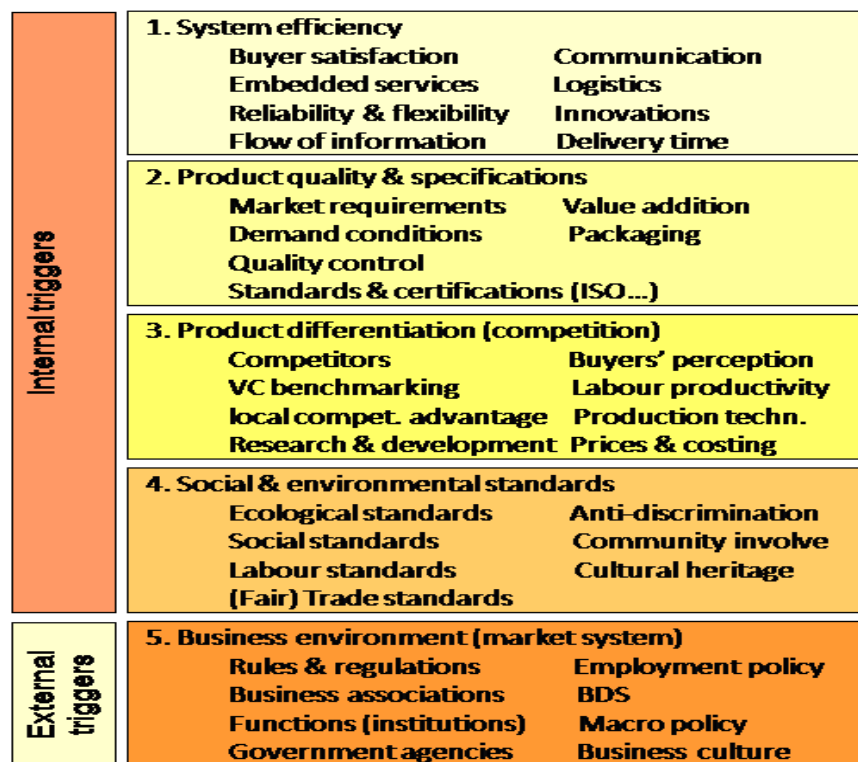 Internal triggers
1. System efficiency
Buyer satisfaction Communication
Embedded services Logistics
Reliability & flexibility Innovations
Flow of information Delivery time
2. Product quality & specifications
Market requirements Value addition
Demand conditions Packaging
Quality control
Standards & certifications (ISO...)
3. Product differentiation (competition)
Competitors Buyers’ perception
VC benchmarking Labour productivity
local compet. advantage Production techn.
Research & development Prices & costing
4. Social & environmental standards
Ecological standards Anti-discrimination
Social standards Community involve
Labour standards Cultural heritage
(Fair) Trade standards
External
triggers
5. Business environment (market system)
Rules & regulations Employment policy
Business associations BDS
Functions (institutions) Macro policy
Government agencies Business culture